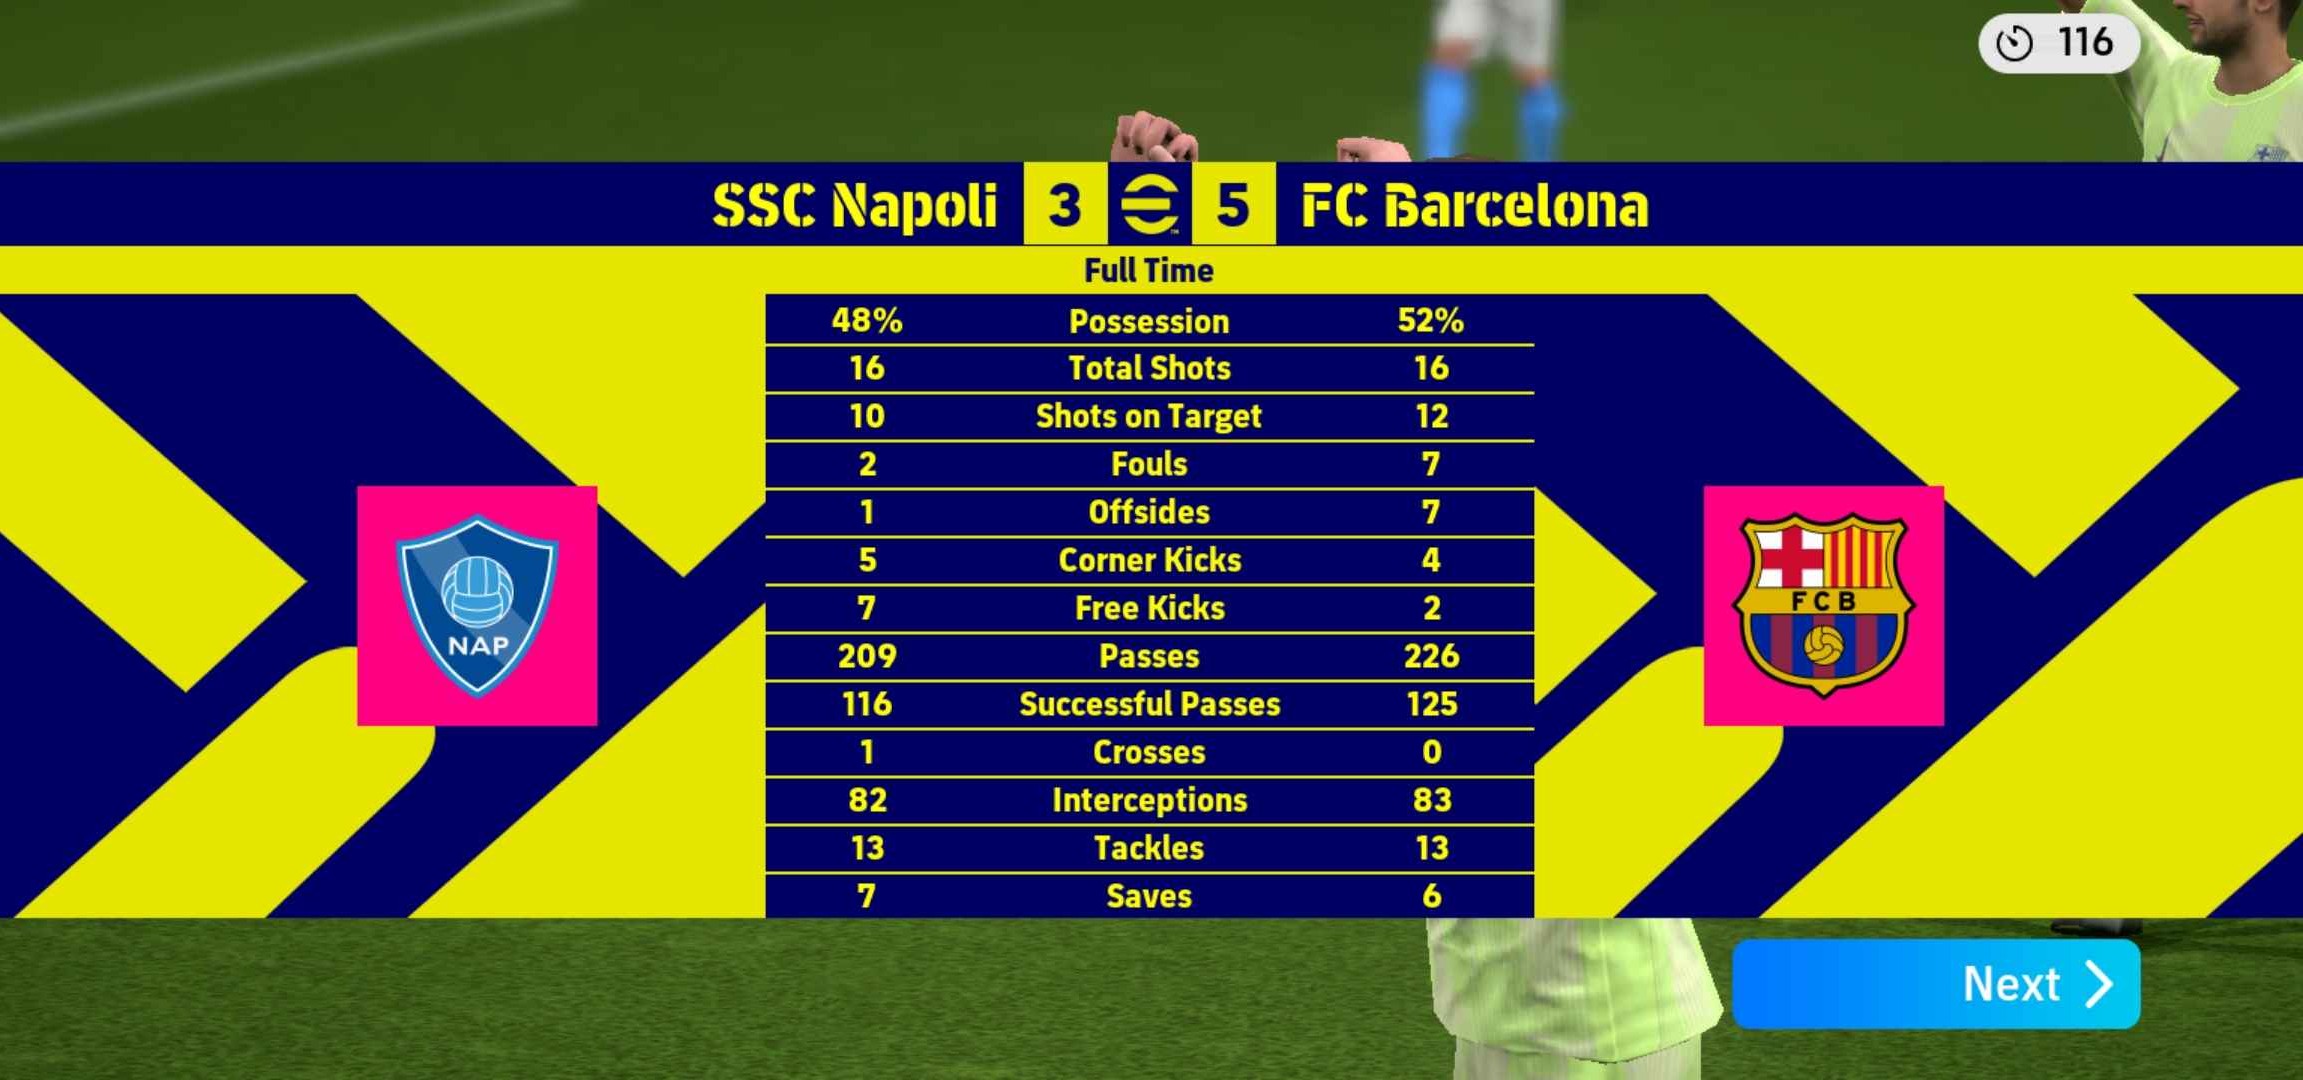 116
SSC Napoli 3 5 FC Barcelona
Full Time
48% Possession 52%
16 Total Shots 16
10 Shots on Target 12
2 Fouls 7
1 Offsides 7
5 Corner Kicks 4
7 Free Kicks 2
209 Passes 226
116 Successful Passes 125
1 Crosses 0
82 Interceptions 83
13 Tackles 13
7 Saves 6
NAP
FCB
Next